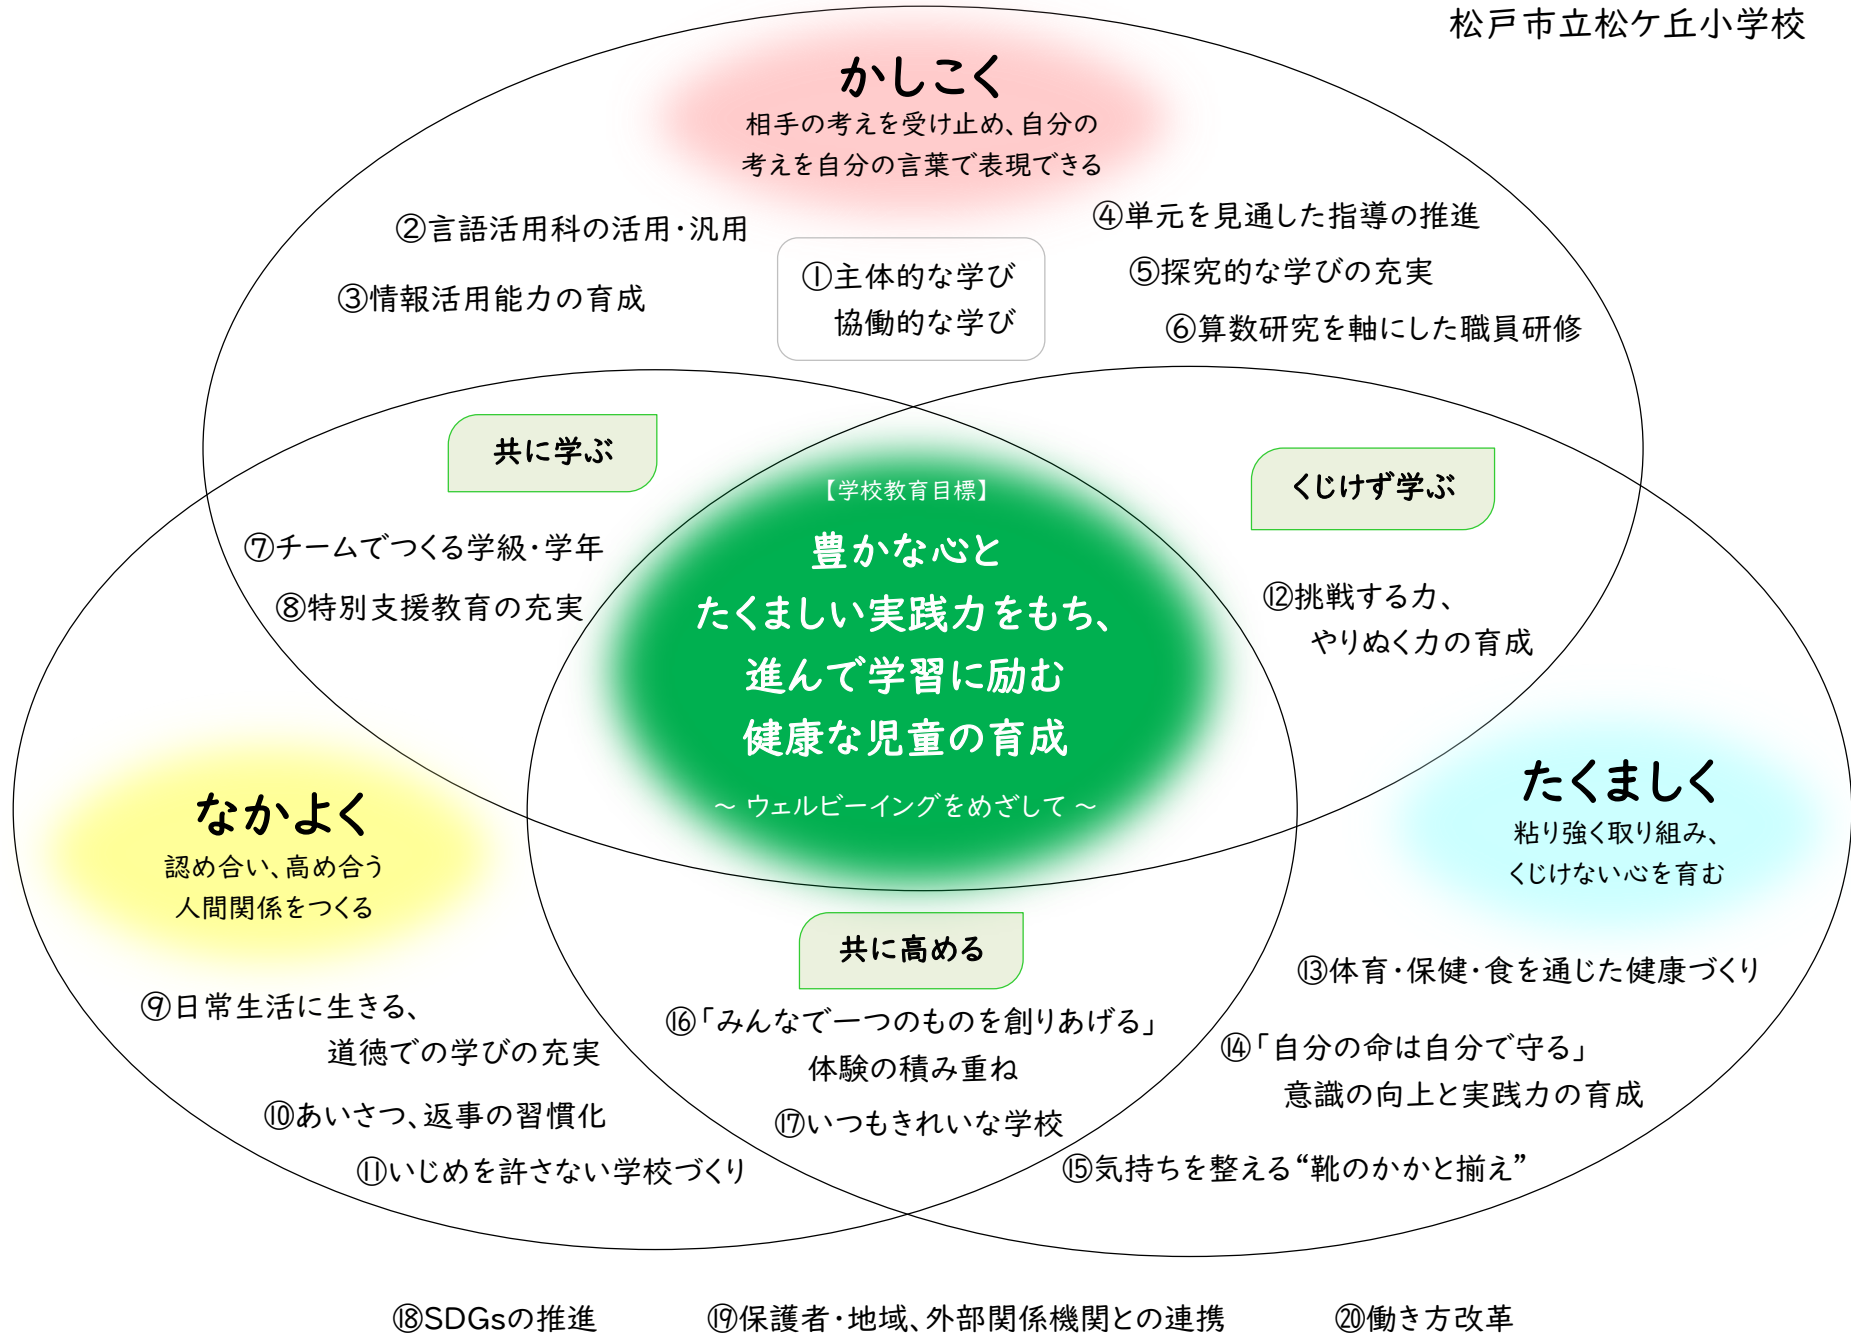 松戸市立松ケ丘小学校
かしこく
相手の考えを受け止め、自分の
考えを自分の言葉で表現できる
②言語活用科の活用・汎用
③情報活用能力の育成
①主体的な学び
協働的な学び
④単元を見通した指導の推進
⑤探究的な学びの充実
⑥算数研究を軸にした職員研修
共に学ぶ
⑦チームでつくる学級・学年
⑧特別支援教育の充実
【学校教育目標】
豊かな心と
たくましい実践力をもち、
進んで学習に励む
健康な児童の育成
～ ウェルビーイングをめざして ～
くじけず学ぶ
⑫挑戦する力、
やりぬく力の育成
なかよく
認め合い、高め合う
人間関係をつくる
⑨日常生活に生きる、
道徳での学びの充実
⑩あいさつ、返事の習慣化
⑪いじめを許さない学校づくり
共に高める
⑯「みんなで一つのものを創りあげる」
体験の積み重ね
⑰いつもきれいな学校
たくましく
粘り強く取り組み、
くじけない心を育む
⑬体育・保健・食を通じた健康づくり
⑭「自分の命は自分で守る」
意識の向上と実践力の育成
⑮気持ちを整える“靴のかかと揃え”
⑱SDGsの推進
⑲保護者・地域、外部関係機関との連携
⑳働き方改革